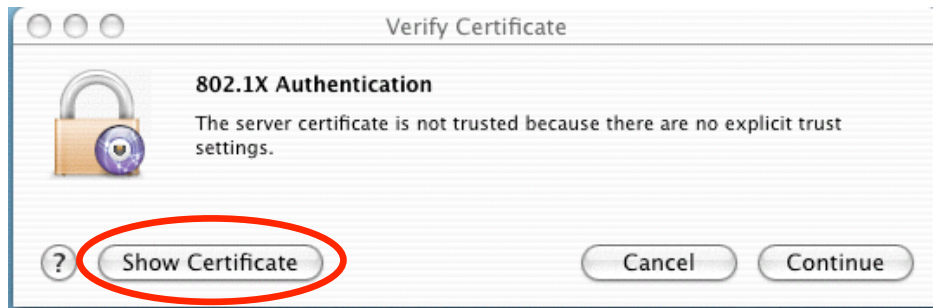 Verify Certificate
802.1X Authentication
The server certificate is not trusted because there are no explicit trust
settings.
? Show Certificate Cancel Continue